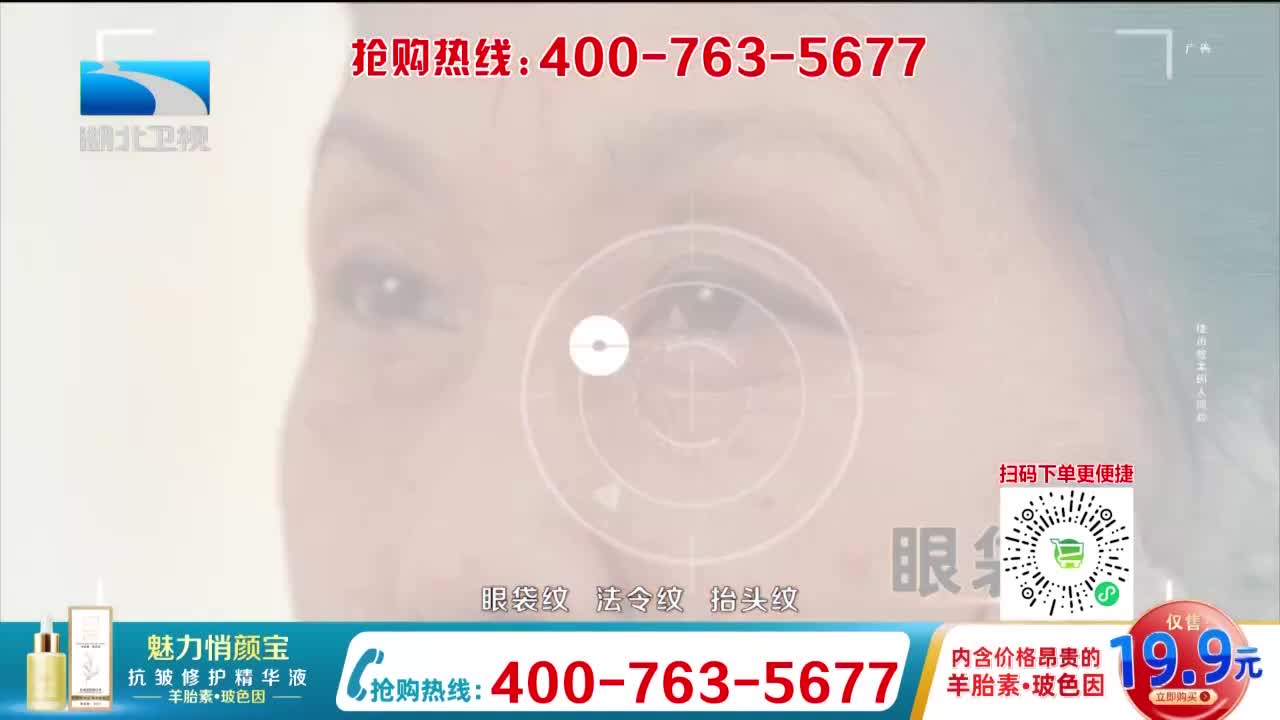 抢购热线：400-763-5677
广告
湖北卫视
扫码下单更便捷
眼袋
眼袋纹 法令纹 抬头纹
魅力悄颜宝
抗皱修护精华液
羊胎素•玻色因
抢购热线：400-763-5677
内含价格昂贵的
羊胎素•玻色因
仅售
19.9元
立即购买